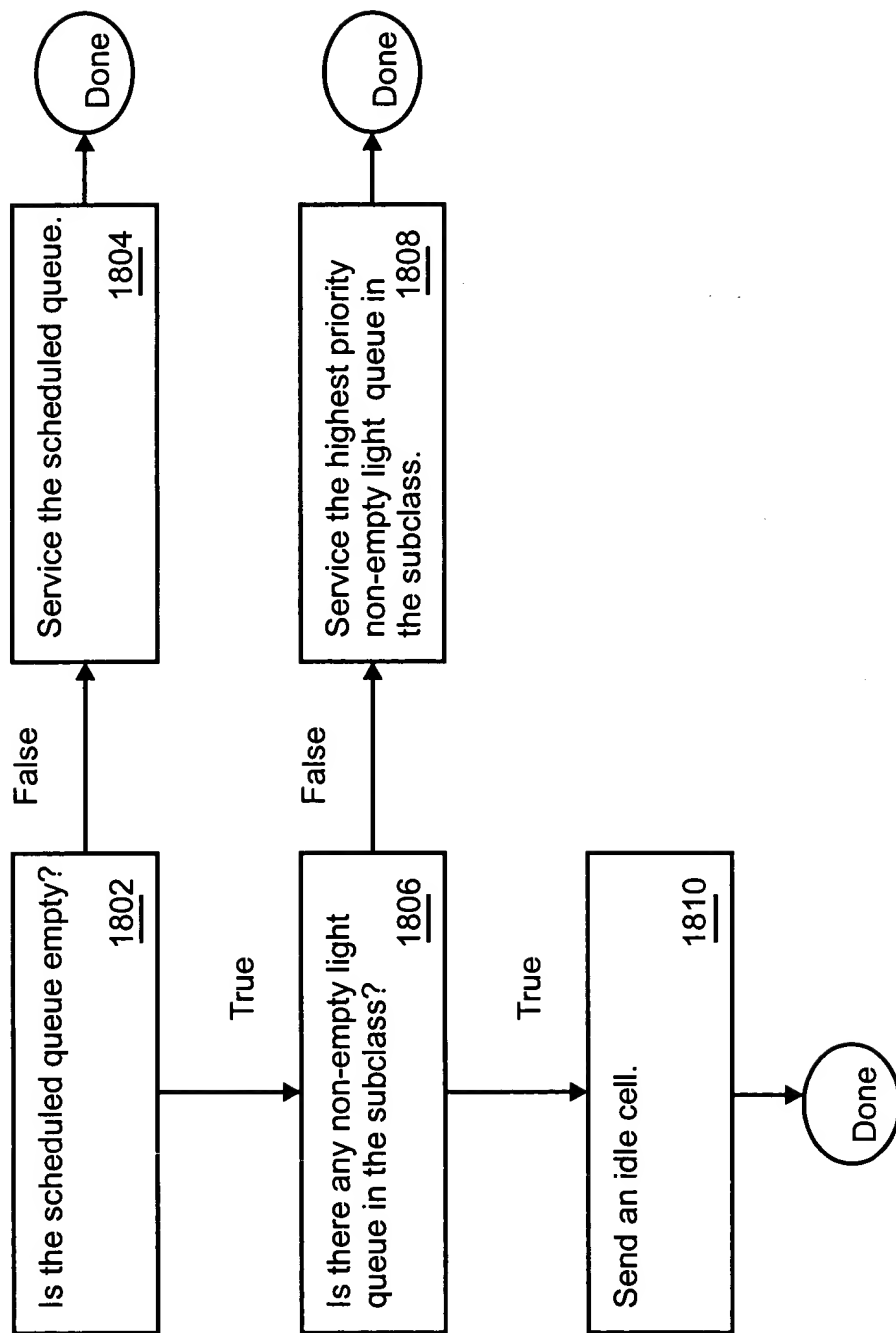 Is the scheduled queue empty?
1802
False
Service the scheduled queue.
1804
Done
True
Is there any non-empty light
queue in the subclass?
1806
False
Service the highest priority
non-empty light queue in
the subclass.
1808
Done
True
Send an idle cell.
1810
Done